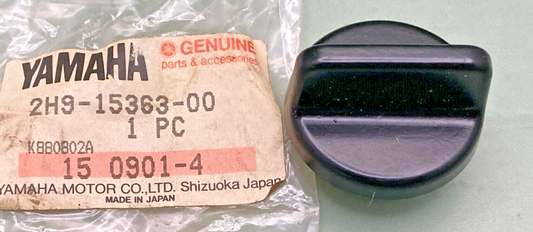 YAMAHA GENUINE
parts & accessories
2H9-15363-00
1 PC
K880802A
15 0901-4
YAMAHA MOTOR CO., LTD. Shizuoka Japan
MADE IN JAPAN